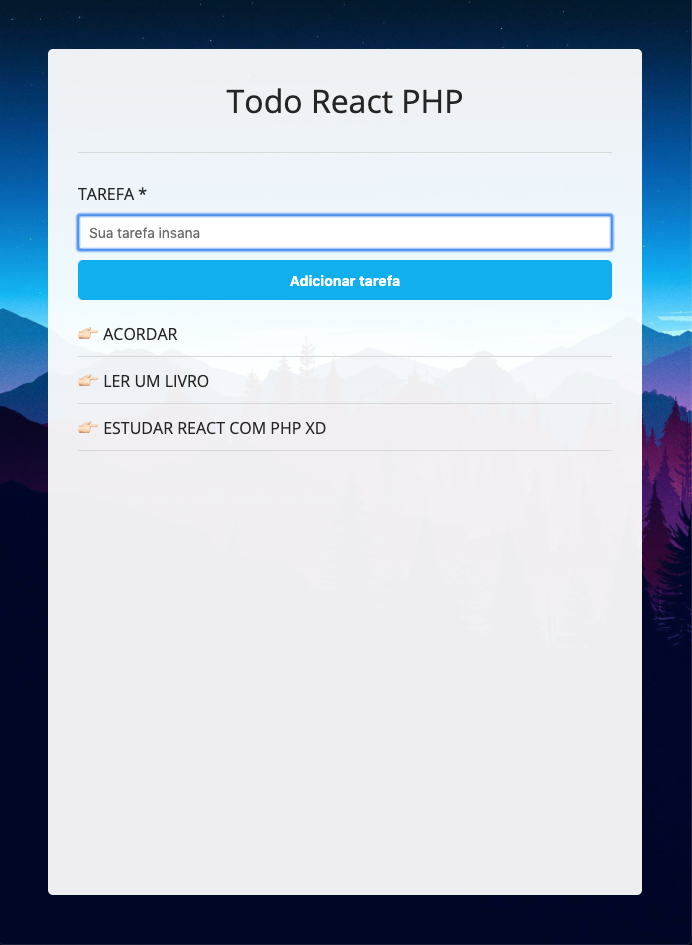 Todo React PHP
TAREFA *
Sua tarefa insana
Adicionar tarefa
👉🏻 ACORDAR
👉🏻 LER UM LIVRO
👉🏻 ESTUDAR REACT COM PHP XD